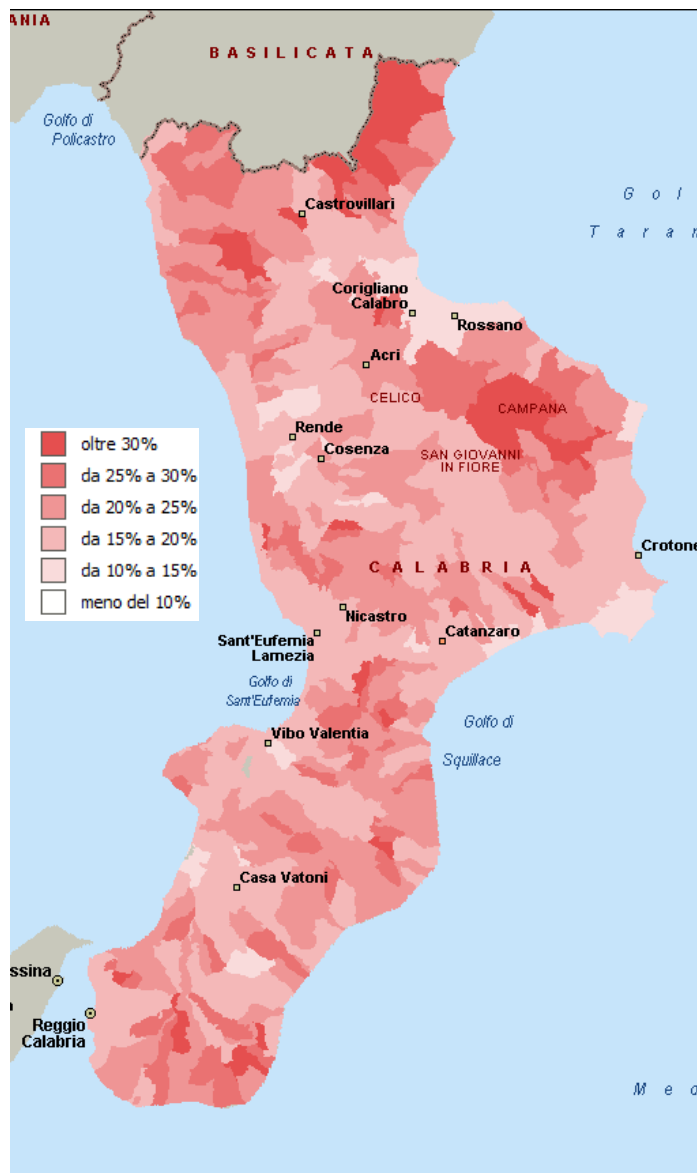 ANIA
BASILICATA
Golfo di
Policastro
Gol
Taran
Castrovillari
Corigliano
Calabro
Rossano
Acri
CELICO
CAMPANA
Rende
Cosenza
SAN GIOVANNI
IN FIORE
oltre 30%
da 25% a 30%
da 20% a 25%
da 15% a 20%
da 10% a 15%
meno del 10%
Crotone
CALABRIA
Nicastro
Sant'Eufemia
Lamezia
Catanzaro
Golfo di
Sant'Eufemia
Golfo di
Squillace
Vibo Valentia
Casa Vatoni
ssina
Reggio
Calabria
Med